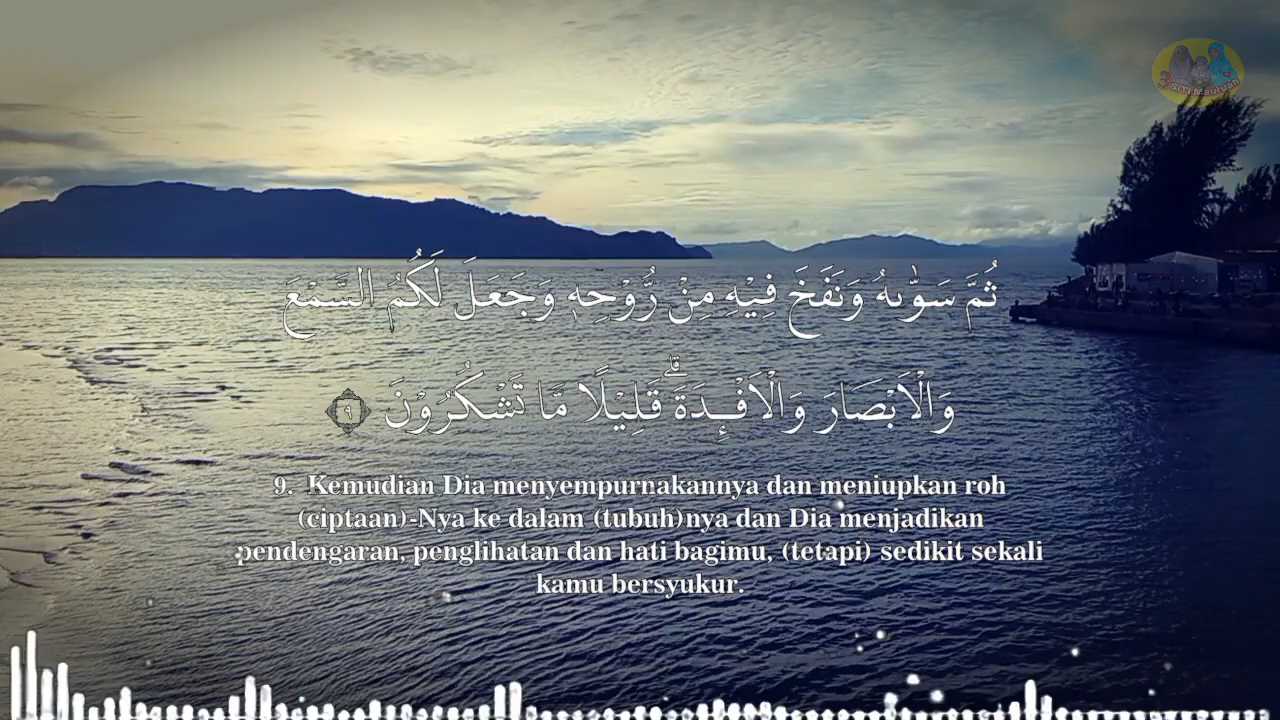 ثُمَّ سَوّٰىهُ وَنَفَخَ فِيْهِ مِنْ رُّوْحِهٖ وَجَعَلَ لَكُمُ السَّمْعَ
وَالْاَبْصَارَ وَالْاَفْـِٕدَةَۗ قَلِيْلًا مَّا تَشْكُرُوْنَ ٩
9. Kemudian Dia menyempurnakannya dan meniupkan roh
(ciptaan)-Nya ke dalam (tubuh)nya dan Dia menjadikan
pendengaran, penglihatan dan hati bagimu, (tetapi) sedikit sekali
kamu bersyukur.